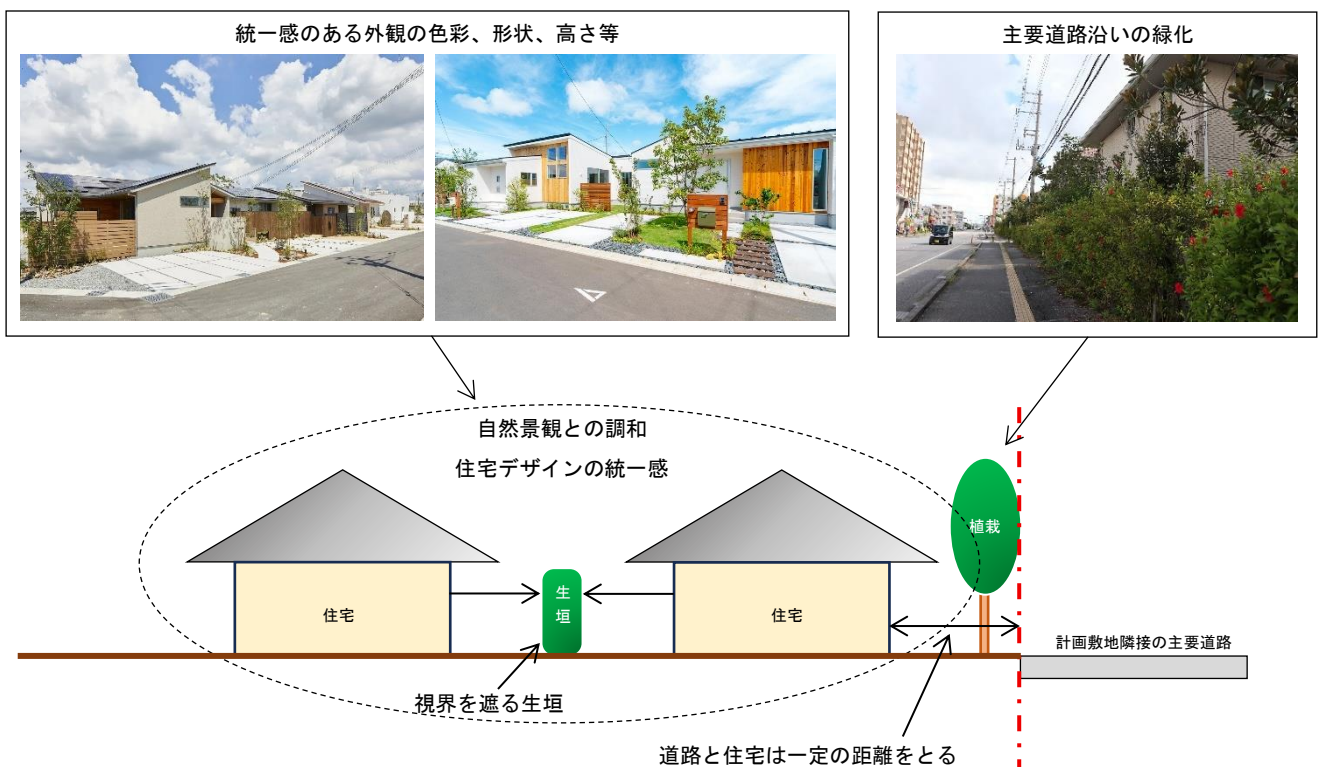 統一感のある外観の色彩、形状、高さ等
主要道路沿いの緑化
自然景観との調和
住宅デザインの統一感
植栽
生
垣
住宅
住宅
計画敷地隣接の主要道路
視界を遮る生垣
道路と住宅は一定の距離をとる